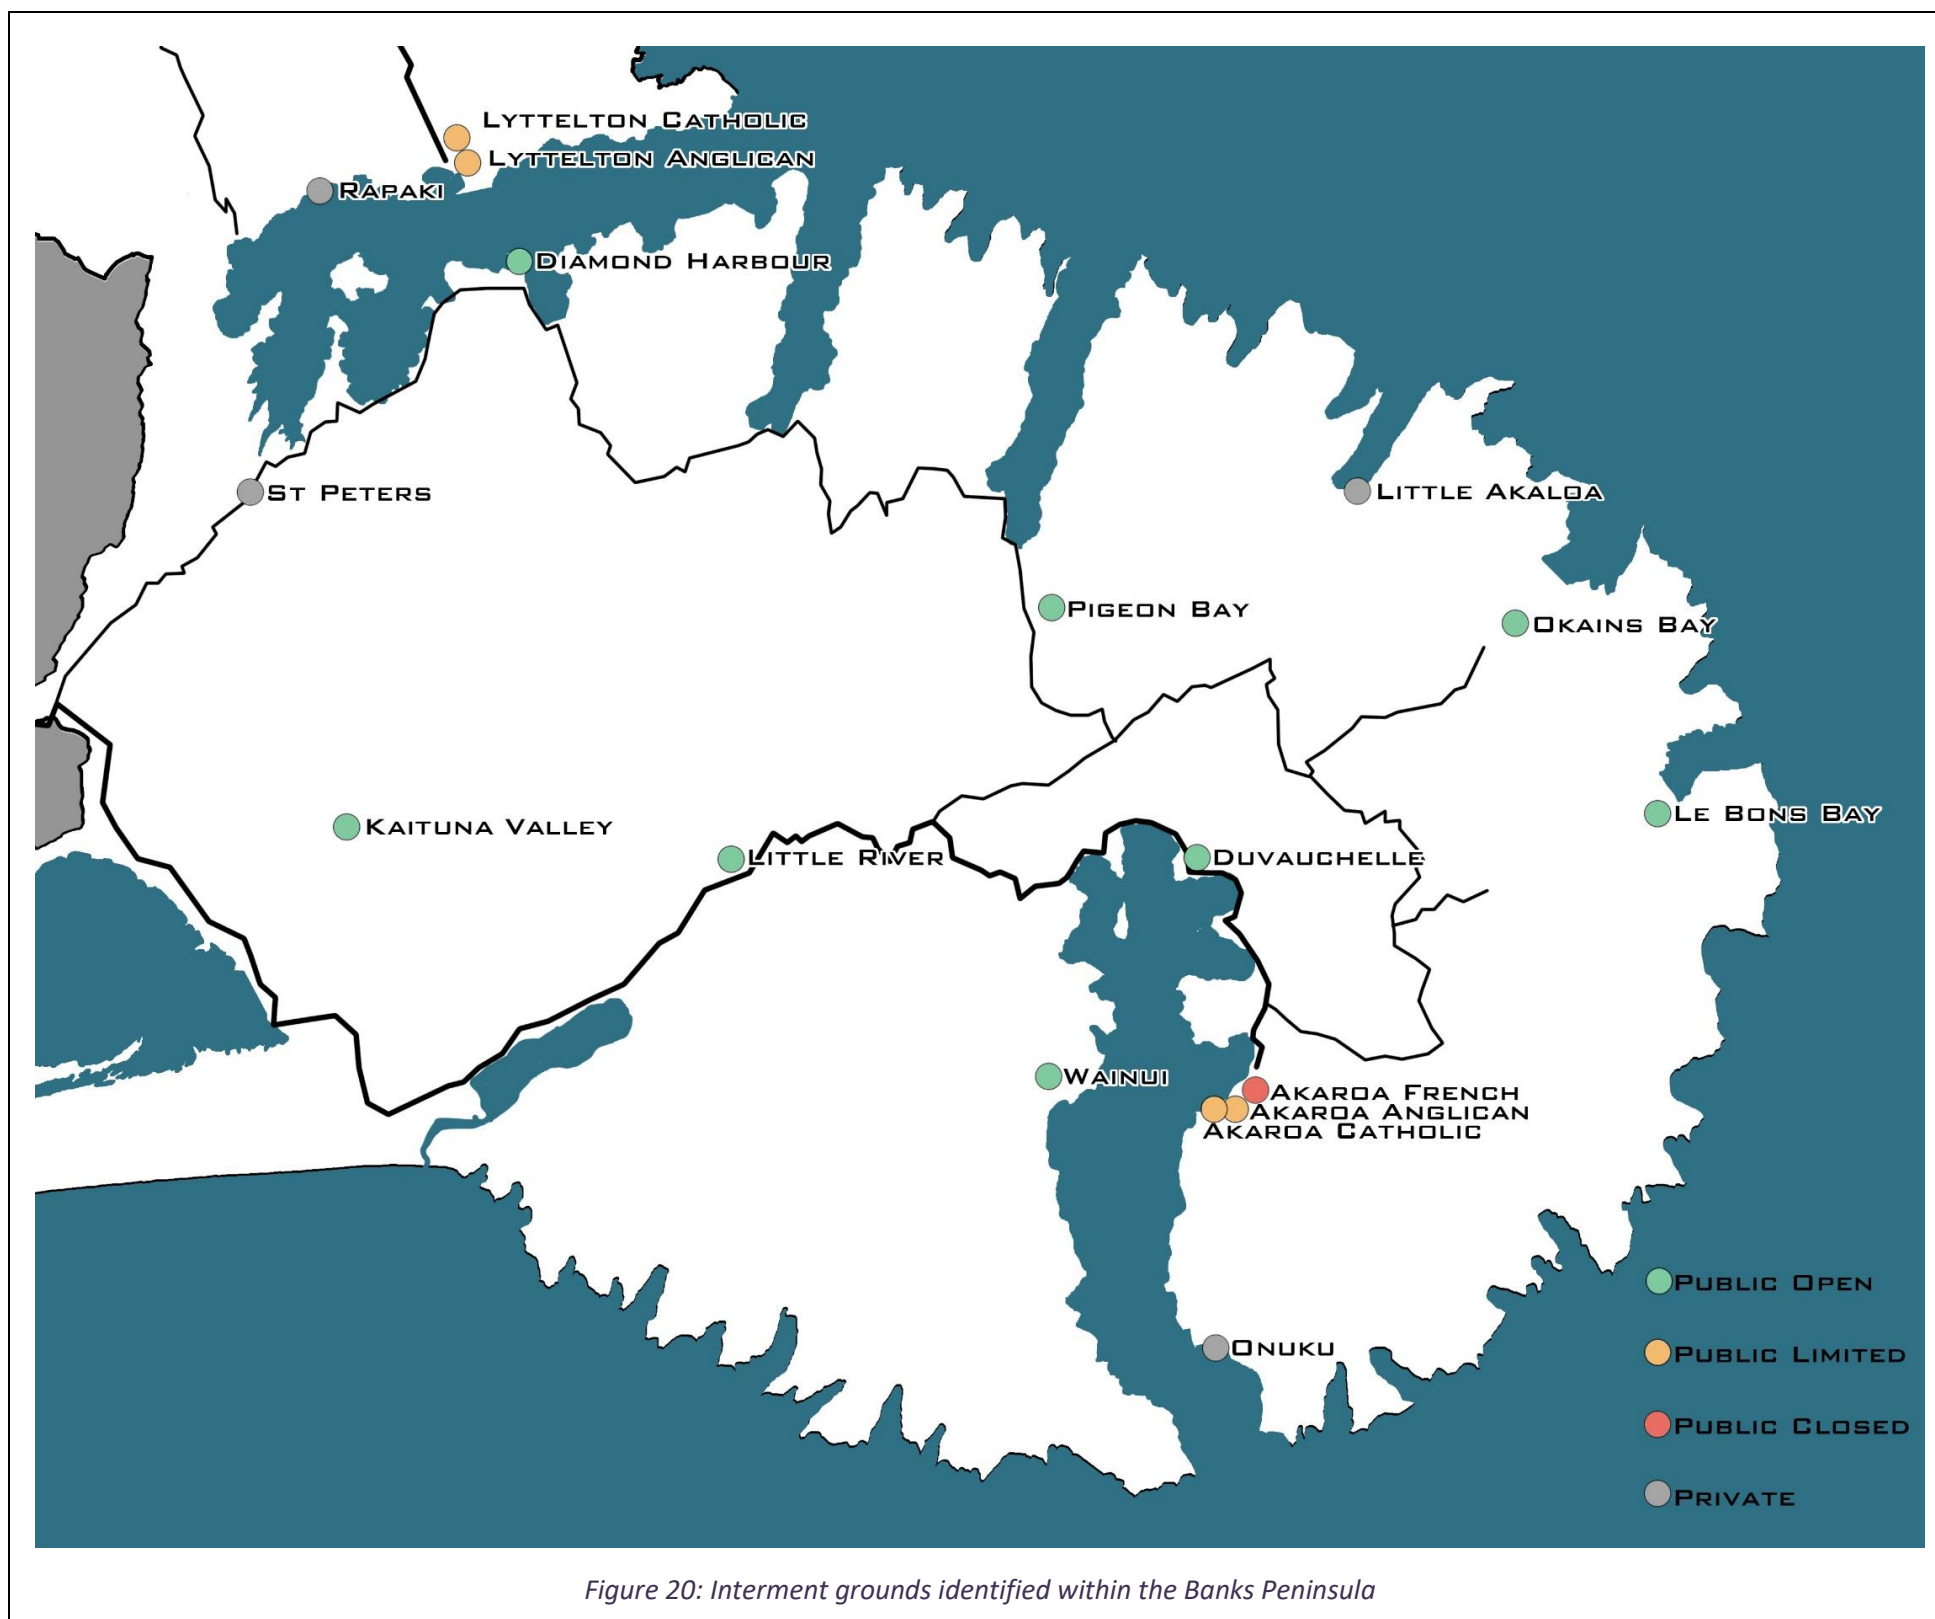 LYTTELTON CATHOLIC
LYTTELTON ANGLICAN
RAPAKI
DIAMOND HARBOUR
ST PETERS
LITTLE AKALOA
PIGEON BAY
OKAINS BAY
LE BONS BAY
KAITUNA VALLEY
LITTLE RIVER
DUVAUCHELLE
WAINUI
AKAROA FRENCH
AKAROA ANGLICAN
AKAROA CATHOLIC
ONUKU
PUBLIC OPEN
PUBLIC LIMITED
PUBLIC CLOSED
PRIVATE
Figure 20: Interment grounds identified within the Banks Peninsula